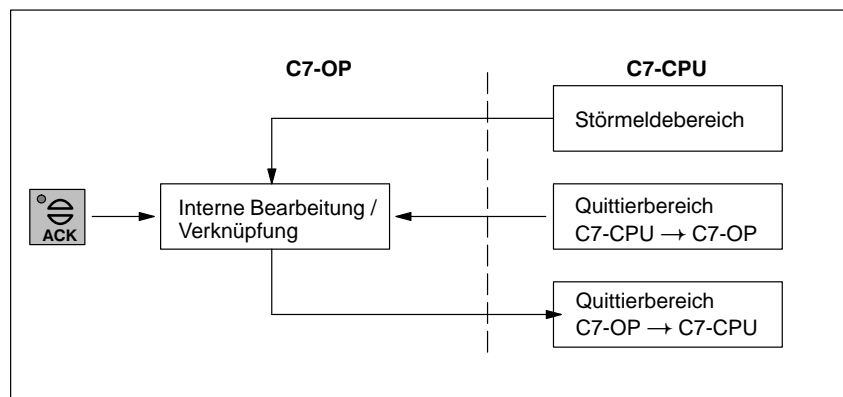 C7-OP
C7-CPU
Störmeldebereich
ACK
Interne Bearbeitung /
Verknüpfung
Quittierbereich
C7-CPU → C7-OP
Quittierbereich
C7-OP → C7-CPU